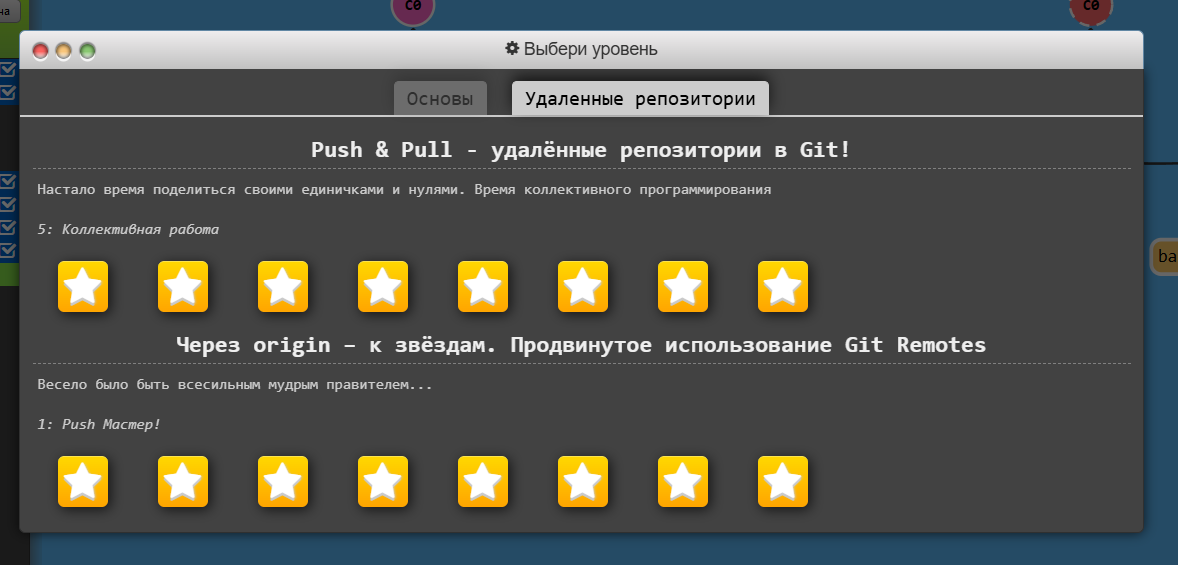 ча
C0
C0
Выбери уровень
Основы
Удаленные репозитории
Push & Pull - удалённые репозитории в Git!
Настало время поделиться своими единичками и нулями. Время коллективного программирования
5: Коллективная работа
ba
Через origin – к звёздам. Продвинутое использование Git Remotes
Весело было быть всесильным мудрым правителем...
1: Push Мастер!